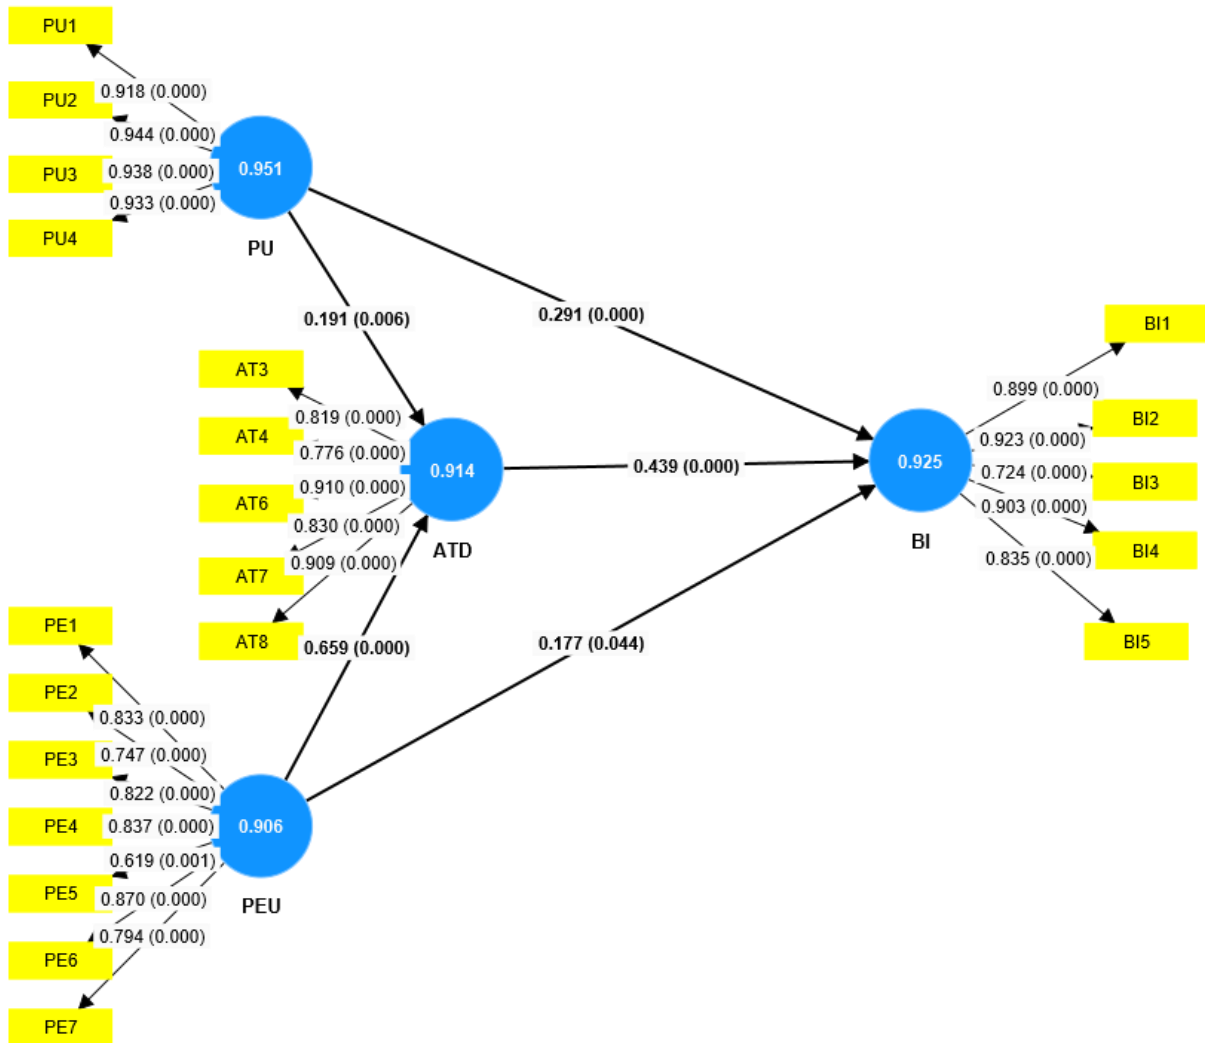 PU1
0.918 (0.000)
PU2
0.944 (0.000)
PU3
0.938 (0.000)
0.933 (0.000)
PU4
0.951
PU
0.191 (0.006)
0.291 (0.000)
AT3
0.819 (0.000)
AT4
0.776 (0.000)
AT6
0.910 (0.000)
0.830 (0.000)
AT7
0.909 (0.000)
AT8
0.914
ATD
0.439 (0.000)
0.925
BI
BI1
0.899 (0.000)
BI2
0.923 (0.000)
0.724 (0.000)
BI3
0.903 (0.000)
BI4
0.835 (0.000)
BI5
0.659 (0.000)
0.177 (0.044)
PE1
PE2
0.833 (0.000)
0.747 (0.000)
PE3
0.822 (0.000)
PE4
0.837 (0.000)
0.619 (0.001)
PE5
0.870 (0.000)
0.794 (0.000)
PE6
PE7
0.906
PEU